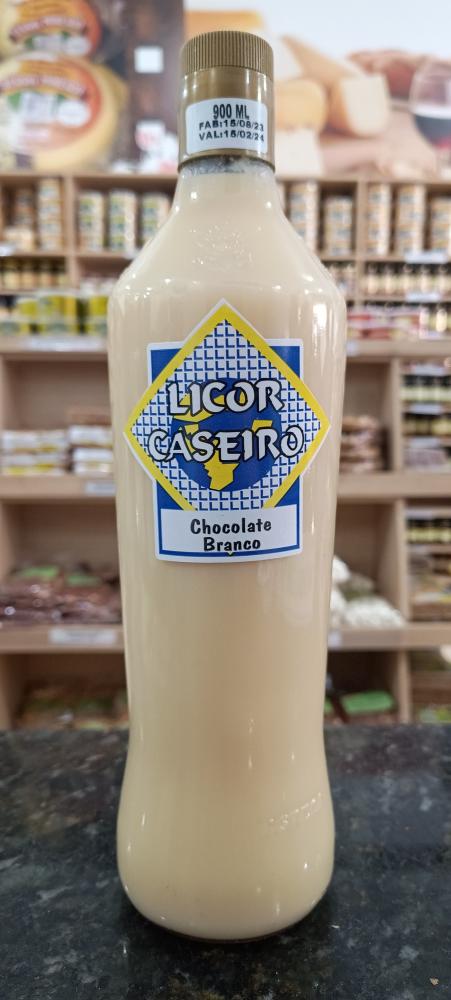 900 ML
FAB:15/08/23
VAL:15/02/24
LICOR
CASEIRO
Chocolate
Branco